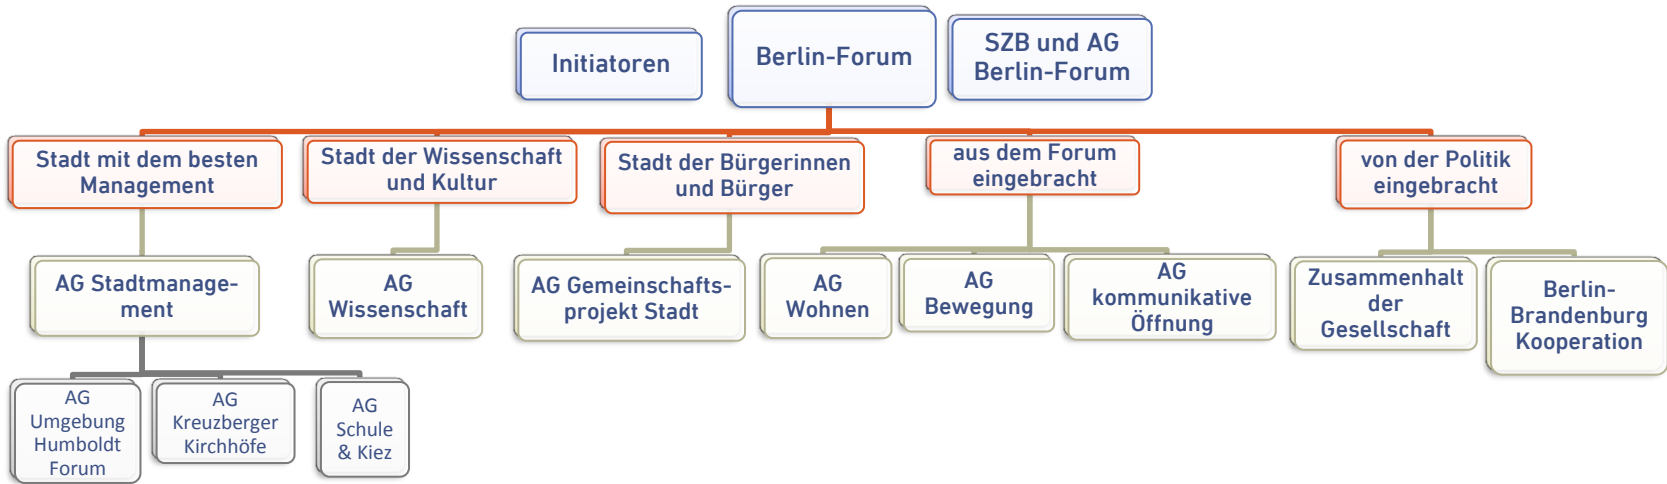 Initiatoren
Berlin-Forum
SZB und AG
Berlin-Forum
Stadt mit dem besten
Management
Stadt der Wissenschaft
und Kultur
Stadt der Bürgerinnen
und Bürger
aus dem Forum
eingebracht
von der Politik
eingebracht
AG Stadtmanage-
ment
AG
Wissenschaft
AG Gemeinschafts-
projekt Stadt
AG
Wohnen
AG
Bewegung
AG
kommunikative
Öffnung
Zusammenhalt
der
Gesellschaft
Berlin-
Brandenburg
Kooperation
AG
Umgebung
Humboldt
Forum
AG
Kreuzberger
Kirchhöfe
AG
Schule
& Kiez